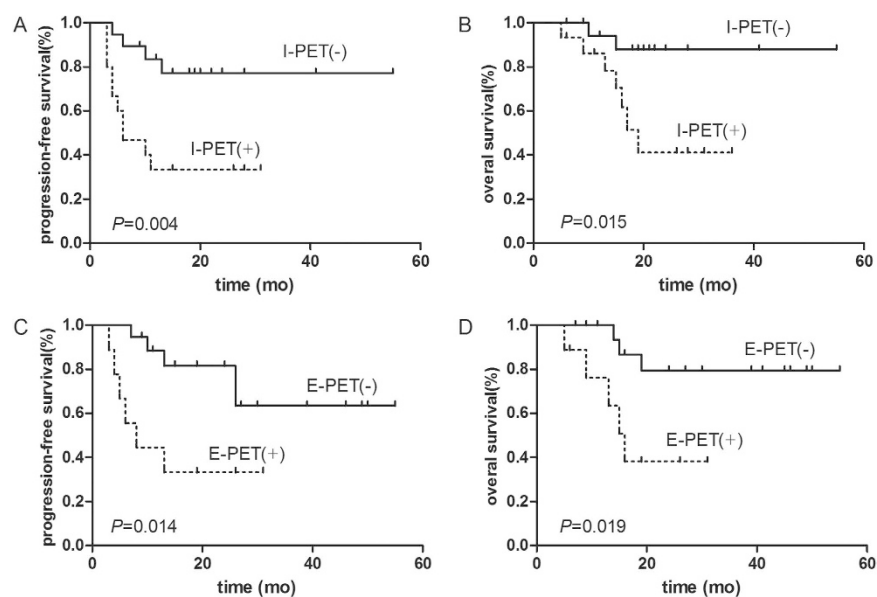 A
progression-free survival(%)
1.0
0.8
0.6
0.4
0.2
0.0
I-PET(-)
I-PET(+)
P=0.004
0
20
40
60
time (mo)
B
overal survival(%)
1.0
0.8
0.6
0.4
0.2
0.0
I-PET(-)
I-PET(+)
P=0.015
0
20
40
60
time (mo)
C
progression-free survival(%)
1.0
0.8
0.6
0.4
0.2
0.0
E-PET(-)
E-PET(+)
P=0.014
0
20
40
60
time (mo)
D
overal survival(%)
1.0
0.8
0.6
0.4
0.2
0.0
E-PET(-)
E-PET(+)
P=0.019
0
20
40
60
time (mo)